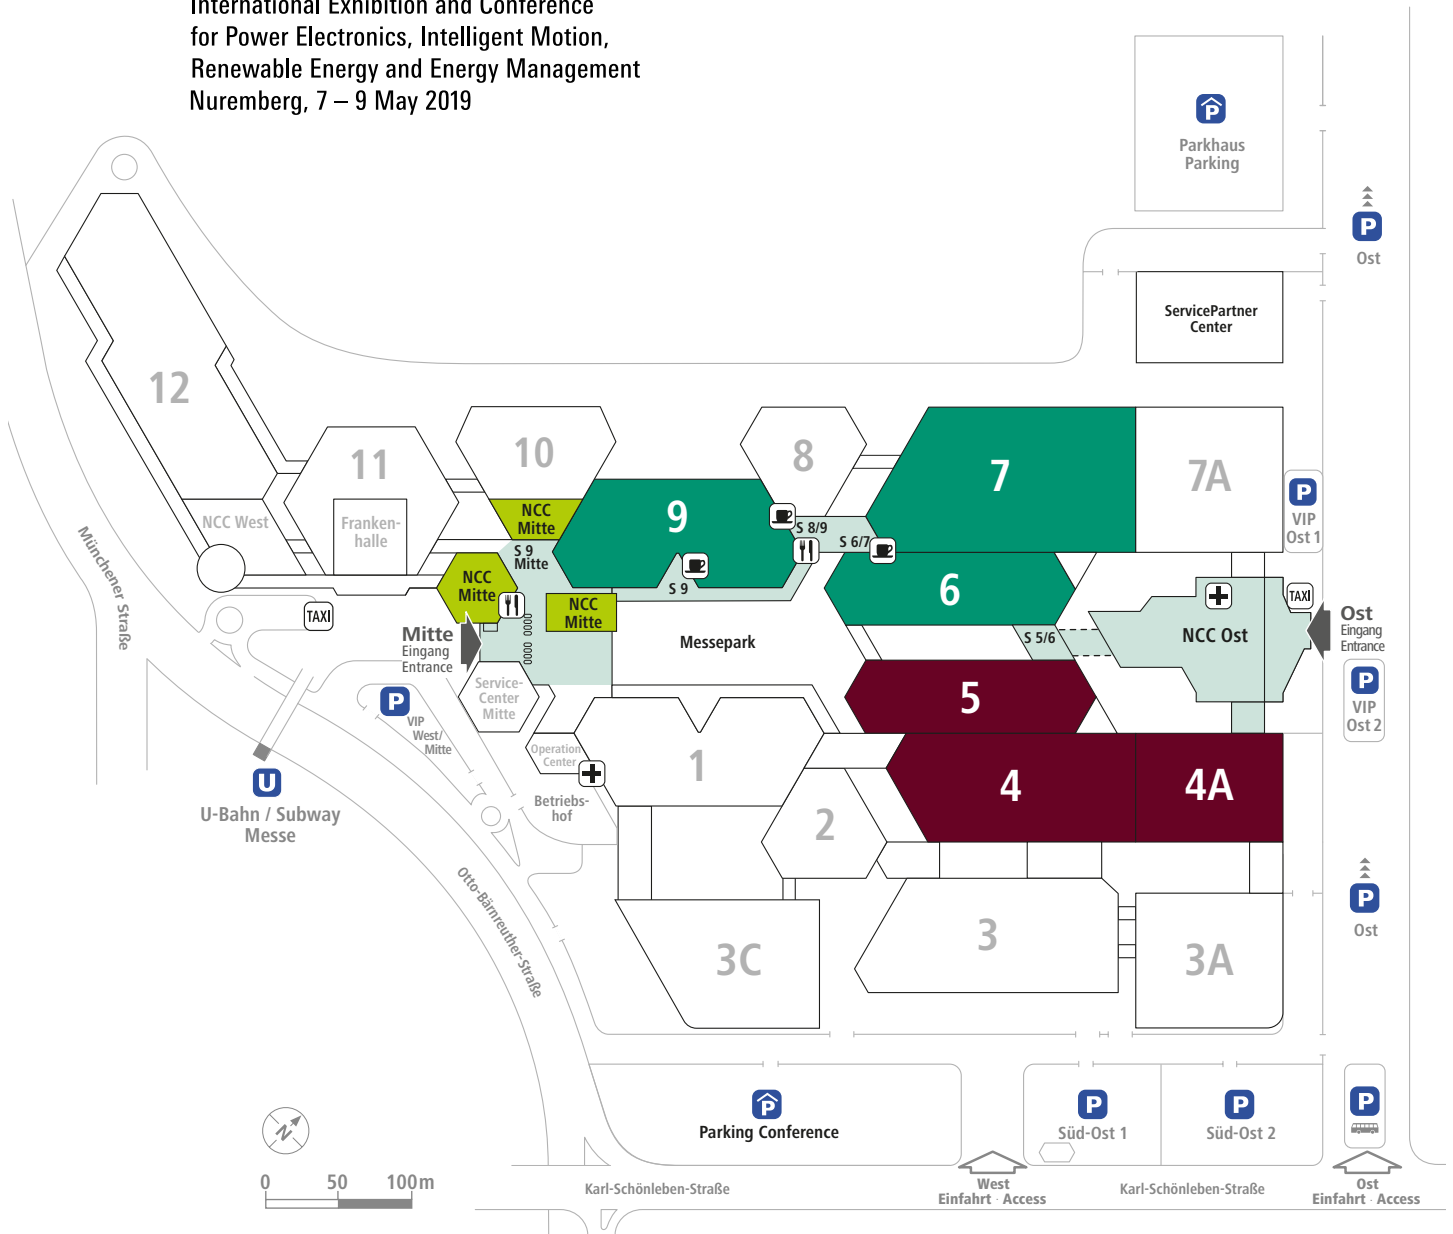 International Exhibition and Conference
for Power Electronics, Intelligent Motion,
Renewable Energy and Energy Management
Nuremberg, 7 – 9 May 2019
P
Parkhaus
Parking
P
Ost
ServicePartner
Center
12
11
10
8
7
7A
NCC West
Franken-
halle
NCC
Mitte
9
S 8/9
S 6/7
P
VIP
Ost 1
S 9
Mitte
NCC
Mitte
S 9
NCC
Mitte
6
TAXI
TAXI
Münchener Straße
Mitte
Eingang
Entrance
Messepark
S 5/6
NCC Ost
Ost
Eingang
Entrance
Service-
Center
Mitte
5
P
VIP
Ost 2
P
VIP
West/
Mitte
Operation
Center
1
4
4A
U
U-Bahn / Subway
Messe
Betriebs-
hof
2
Otto-Bärnreuther-Straße
P
Ost
3C
3
3A
N
P
Parking Conference
P
Süd-Ost 1
P
Süd-Ost 2
P
0 50 100m
Karl-Schönleben-Straße
West
Einfahrt · Access
Karl-Schönleben-Straße
Ost
Einfahrt · Access